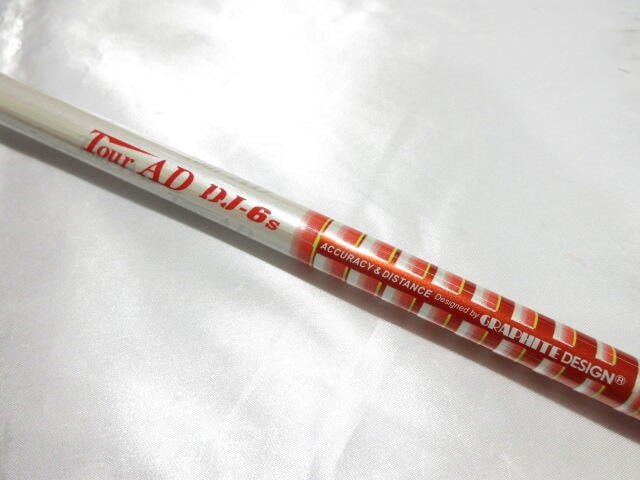 Tour AD DJ-6s
ACCURACY & DISTANCE Designed by GRAPHITE DESIGN®